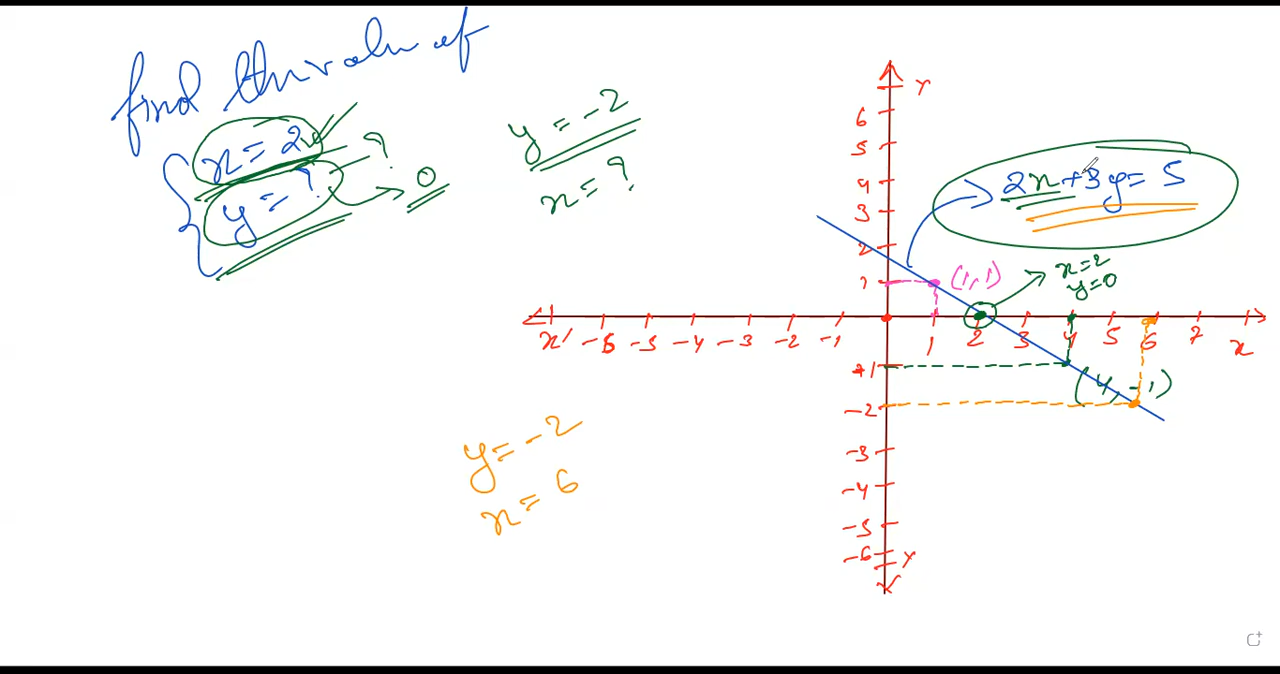 find the value of
x = 2
y = ?
?
0
y = -2
x = ?
2x + 3y = 5
x = 2
y = 0
(1, 1)
(4, -1)
y = -2
x = 6
Y
6
5
4
3
2
1
x' -6 -5 -4 -3 -2 -1 1 2 3 4 5 6 7 x
-1
-2
-3
-4
-5
-6 Y